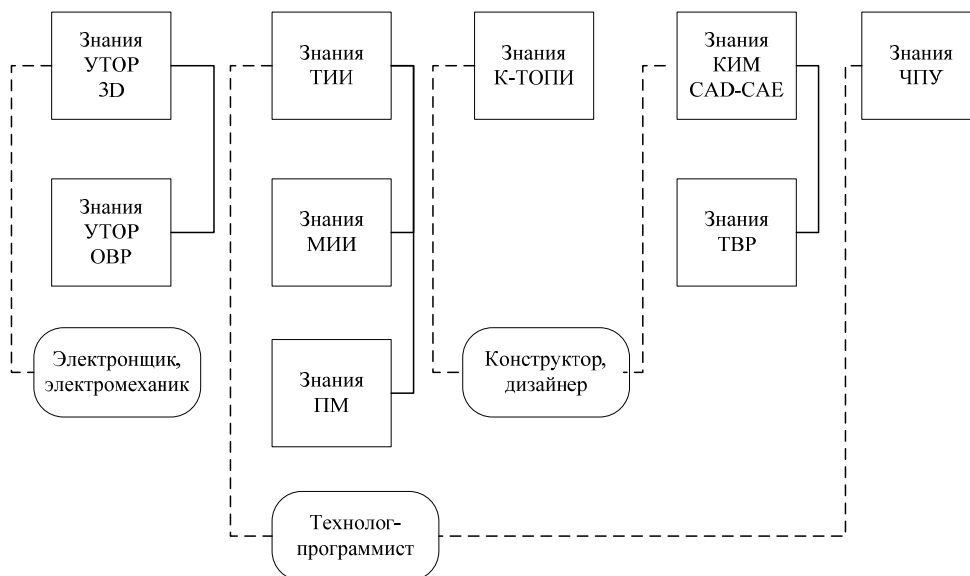 Знания
УТОР
3D
Знания
ТИИ
Знания
К-ТОПИ
Знания
КИМ
CAD-CAE
Знания
ЧПУ
Знания
УТОР
ОВР
Знания
МИИ
Знания
ТВР
Электронщик,
электромеханик
Знания
ПМ
Конструктор,
дизайнер
Технолог-
программист